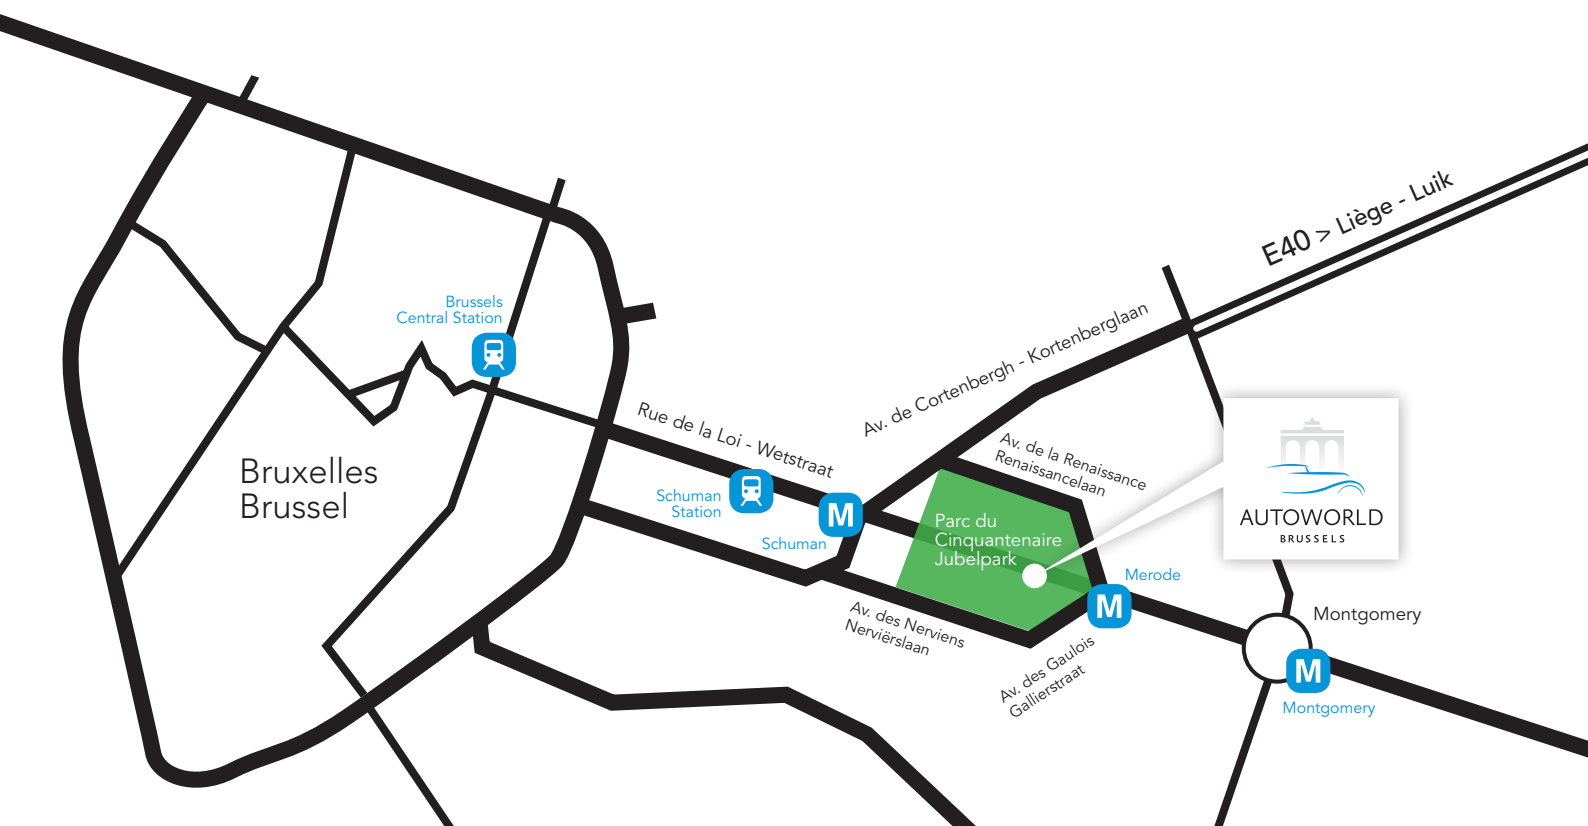 E40 > Liège - Luik
Brussels
Central Station
Av. de Cortenbergh - Kortenberglaan
Rue de la Loi - Wetstraat
Av. de la Renaissance
Renaissancelaan
Bruxelles
Brussel
Schuman
Station
M
Schuman
Parc du
Cinquantenaire
Jubelpark
AUTOWORLD
BRUSSELS
Merode
M
Av. des Nerviens
Nerviërslaan
Av. des Gaulois
Gallierstraat
Montgomery
M
Montgomery